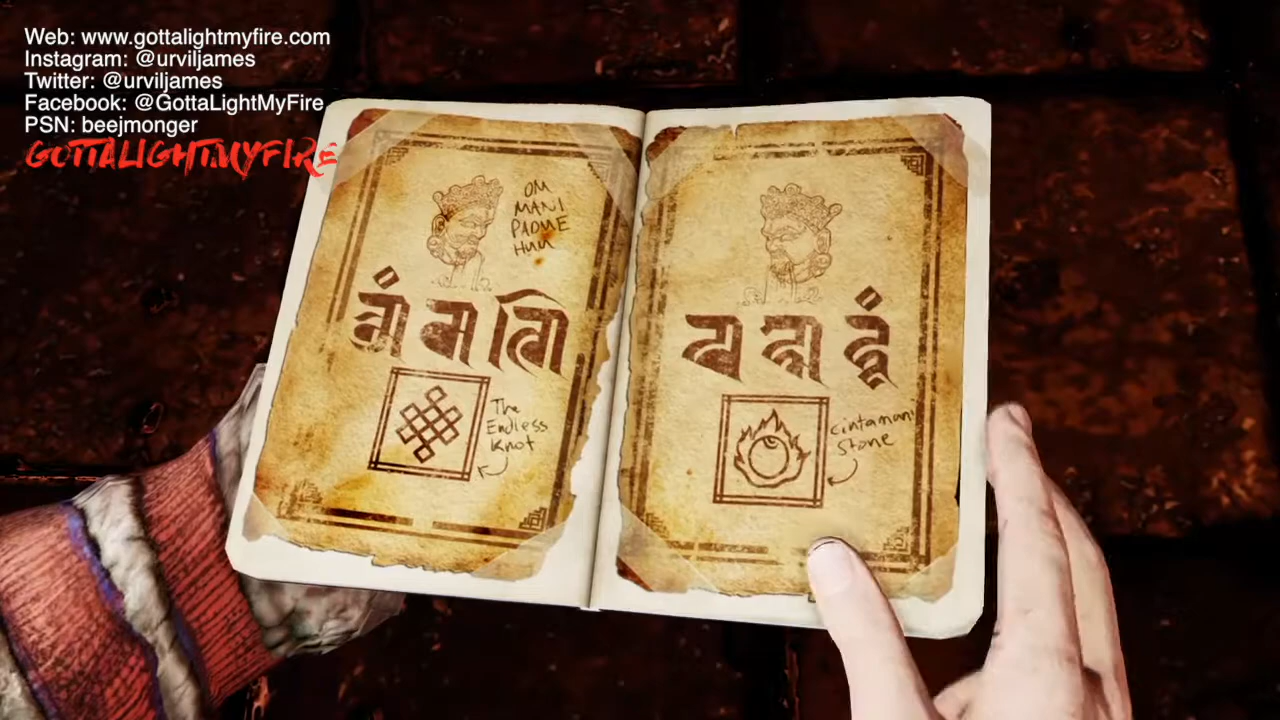 Web: www.gottalightmyfire.com
Instagram: @urviljames
Twitter: @urviljames
Facebook: @GottaLightMyFire
PSN: beejmonger
GOTTALIGHTMYFIRE
OM
MANI
PADME
HUM
The
Endless
Knot
cintamani
Stone